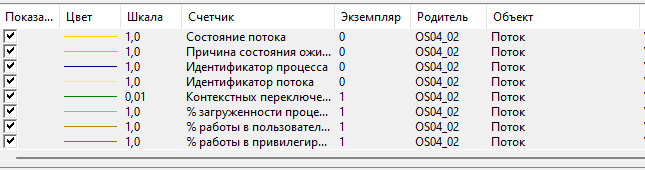 Показа... Цвет Шкала Счетчик Экземпляр Родитель Объект
1,0 Состояние потока 0 OS04_02 Поток
1,0 Причина состояния ожи... 0 OS04_02 Поток
1,0 Идентификатор процесса 0 OS04_02 Поток
1,0 Идентификатор потока 0 OS04_02 Поток
0,01 Контекстных переключе... 1 OS04_02 Поток
1,0 % загруженности проце... 1 OS04_02 Поток
1,0 % работы в пользовател... 1 OS04_02 Поток
1,0 % работы в привилегир... 1 OS04_02 Поток